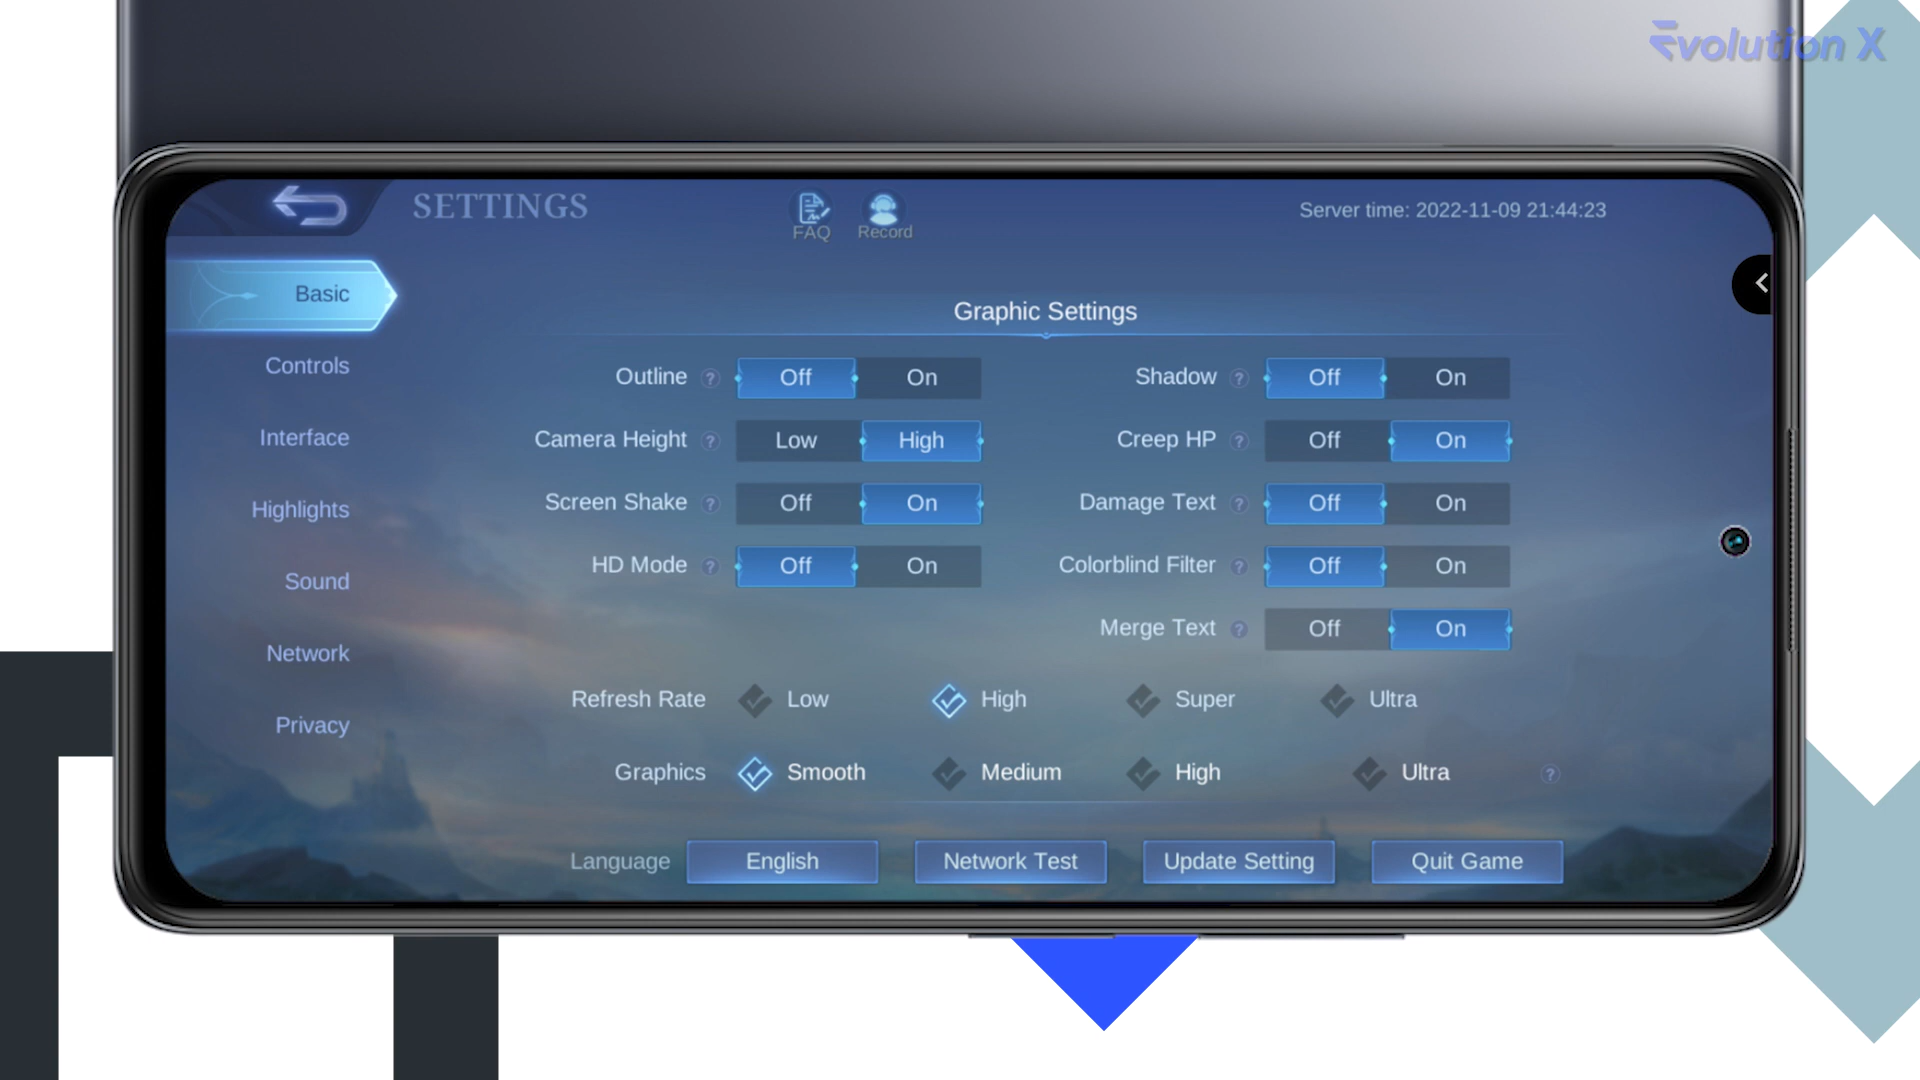 Evolution X
SETTINGS
FAQ
Record
Server time: 2022-11-09 21:44:23
Basic
Controls
Interface
Highlights
Sound
Network
Privacy
Graphic Settings
Outline ? Off On
Shadow ? Off On
Camera Height ? Low High
Creep HP ? Off On
Screen Shake ? Off On
Damage Text ? Off On
HD Mode ? Off On
Colorblind Filter ? Off On
Merge Text ? Off On
Refresh Rate Low High Super Ultra
Graphics Smooth Medium High Ultra ?
Language English Network Test Update Setting Quit Game